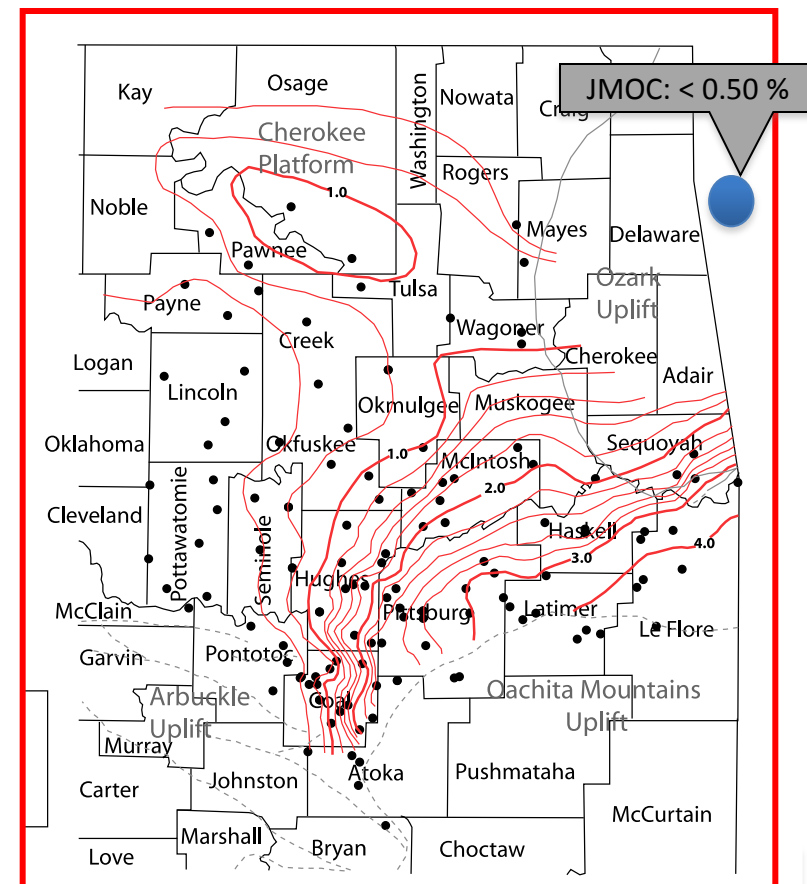 Kay
Osage
Washington
Nowata
Craig
JMOC: < 0.50 %
Cherokee
Platform
Rogers
Noble
1.0
Mayes
Delaware
Pawnee
Ozark
Uplift
Tulsa
Payne
Wagoner
Creek
Cherokee
Logan
Adair
Lincoln
Okmulgee
Muskogee
Oklahoma
Okfuskee
1.0
McIntosh
Sequoyah
2.0
Cleveland
Pottawatomie
Seminole
Haskell
4.0
3.0
Hughes
McClain
Pittsburg
Latimer
Le Flore
Garvin
Pontotoc
Arbuckle
Uplift
Coal
Oachita Mountains
Uplift
Murray
Johnston
Atoka
Pushmataha
Carter
McCurtain
Marshall
Bryan
Choctaw
Love